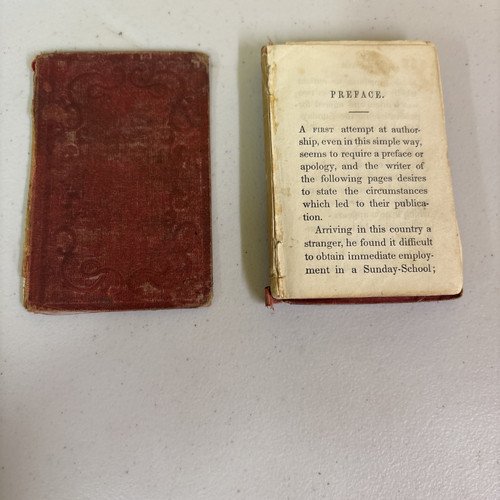 PREFACE.
A FIRST attempt at author-
ship, even in this simple way,
seems to require a preface or
apology, and the writer of
the following pages desires
to state the circumstances
which led to their publica-
tion.
Arriving in this country a
stranger, he found it difficult
to obtain immediate employ-
ment in a Sunday-School;